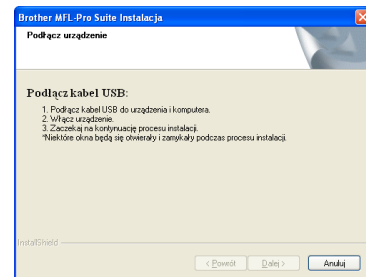 Brother MFL-Pro Suite Instalacja
Podłącz urządzenie
Podłącz kabel USB:
1. Podłącz kabel USB do urządzenia i komputera.
2. Włącz urządzenie.
3. Zaczekaj na kontynuację procesu instalacji.
*Niektóre okna będą się otwierały i zamykały podczas procesu instalacji.
InstallShield
< Powrót Dalej > Anuluj